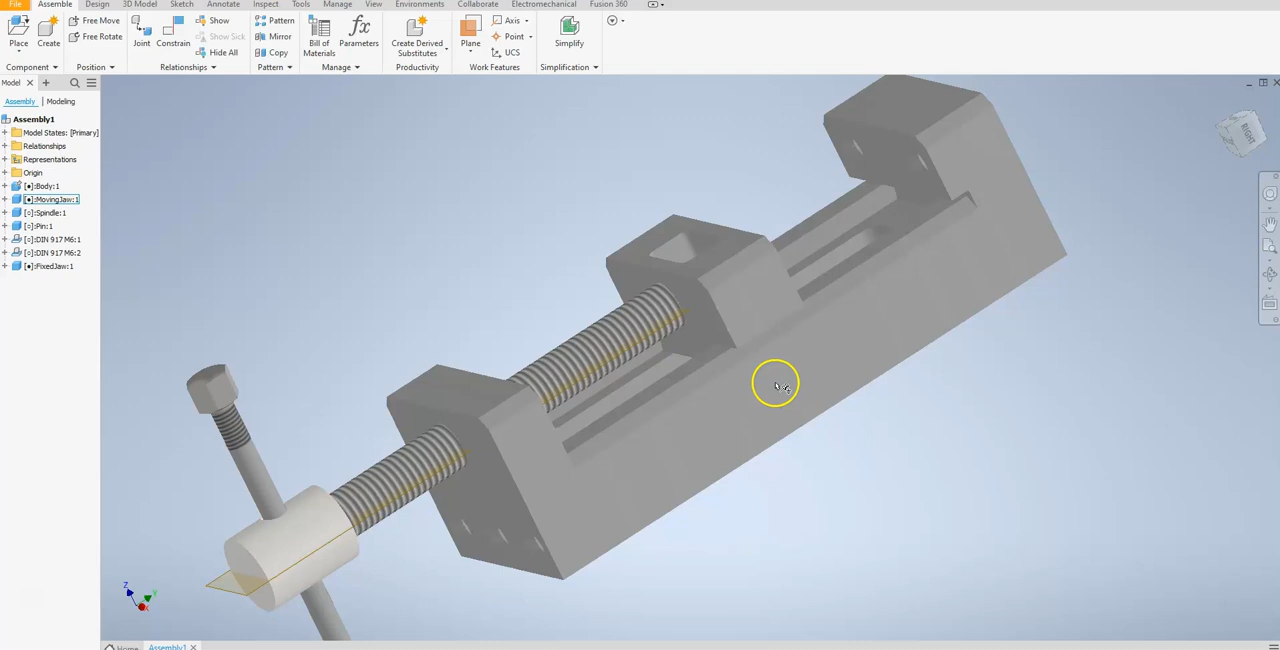 File Assemble Design 3D Model Sketch Annotate Inspect Tools Manage View Environments Collaborate Electromechanical Fusion 360
Free Move Show Pattern Axis
Free Rotate Show Sick Mirror Point
Place Create Joint Constrain Hide All Copy Bill of Materials Parameters Create Derived Substitutes Plane UCS Simplify
Component Position Relationships Pattern Manage Productivity Work Features Simplification
Model
Assembly Modeling
Assembly1
Model States: [Primary]
Relationships
Representations
Origin
[●]:Body:1
[●]:MovingJaw:1
[○]:Spindle:1
[○]:Pin:1
[○]:DIN 917 M6:1
[○]:DIN 917 M6:2
[●]:FixedJaw:1
RIGHT
Z
Y
X
Home Assembly1